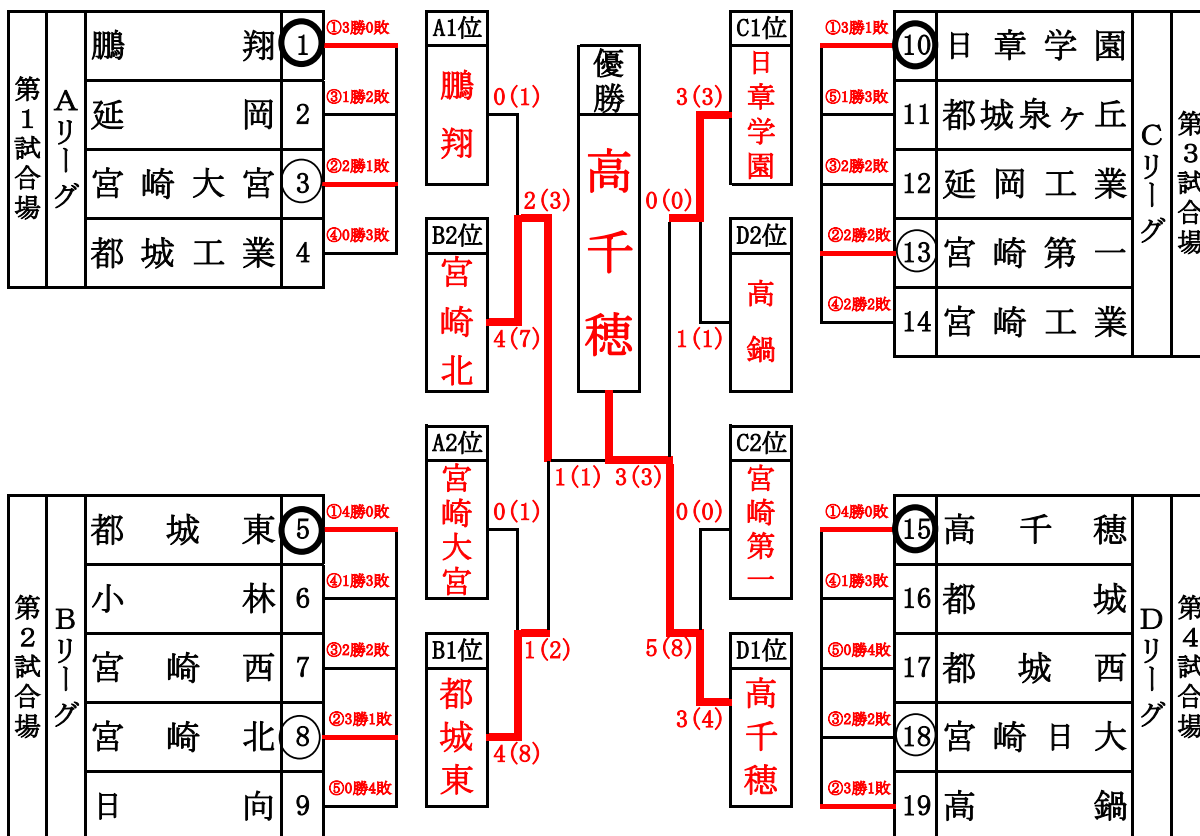 第1試合場
Aリーグ
鵬翔 1 ①3勝0敗
延岡 2 ③1勝2敗
宮崎大宮 3 ②2勝1敗
都城工業 4 ④0勝3敗
第2試合場
Bリーグ
都城東 5 ①4勝0敗
小林 6 ④1勝3敗
宮崎西 7 ③2勝2敗
宮崎北 8 ②3勝1敗
日向 9 ⑤0勝4敗
A1位
鵬翔
0(1)
2(3)
B2位
宮崎北
4(7)
A2位
宮崎大宮
0(1)
1(2)
B1位
都城東
4(8)
優勝
高千穂
1(1)
3(3)
C1位
日章学園
3(3)
0(0)
D2位
高鍋
1(1)
C2位
宮崎第一
0(0)
5(8)
D1位
高千穂
3(4)
①3勝1敗 10 日章学園
⑤1勝3敗 11 都城泉ヶ丘
③2勝2敗 12 延岡工業
②2勝2敗 13 宮崎第一
④2勝2敗 14 宮崎工業
Cリーグ
第3試合場
①4勝0敗 15 高千穂
④1勝3敗 16 都城
⑤0勝4敗 17 都城西
③2勝2敗 18 宮崎日大
②3勝1敗 19 高鍋
Dリーグ
第4試合場